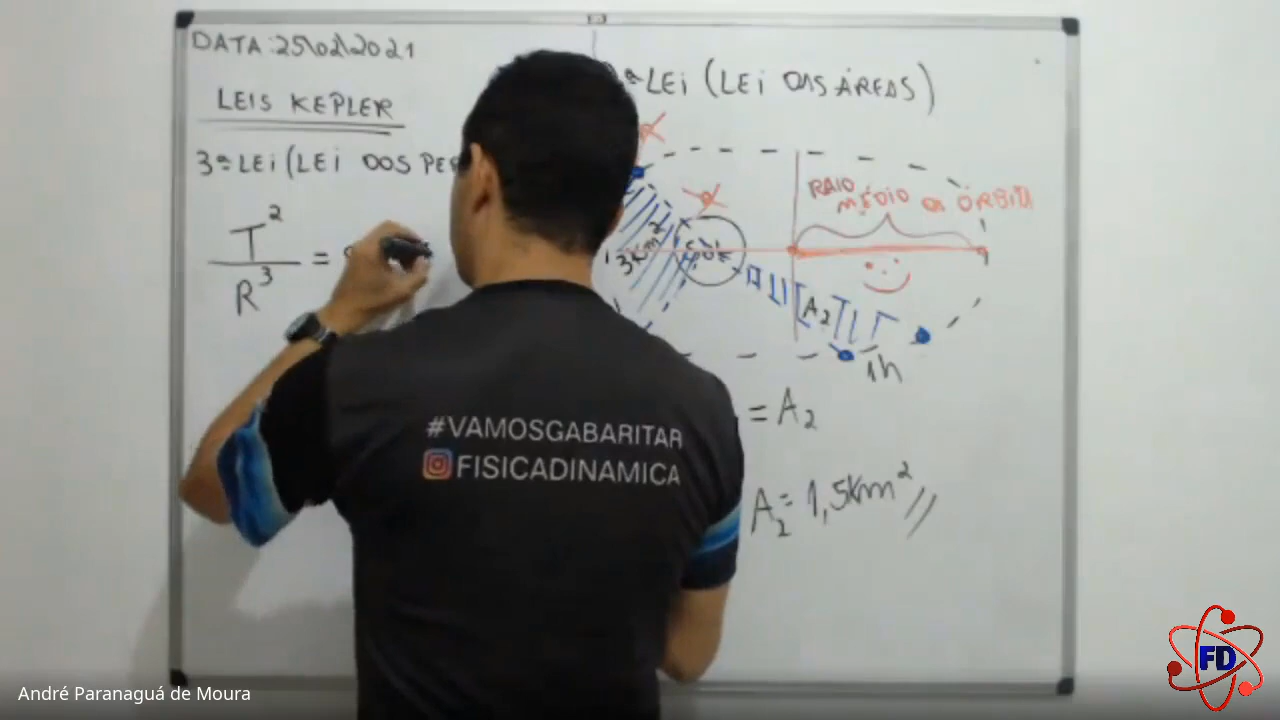 DATA:25\02\2021
LEIS KEPLER
3ª LEI (LEI DOS PE
T²
R³
=
ª LEI (LEI DAS ÁREAS)
RAIO
MÉDIO DA ÓRBITA
3km²
SOL
A₂
1h
= A₂
A₂ = 1,5km²
#VAMOSGABARITAR
FISICADINAMICA
André Paranaguá de Moura
FD